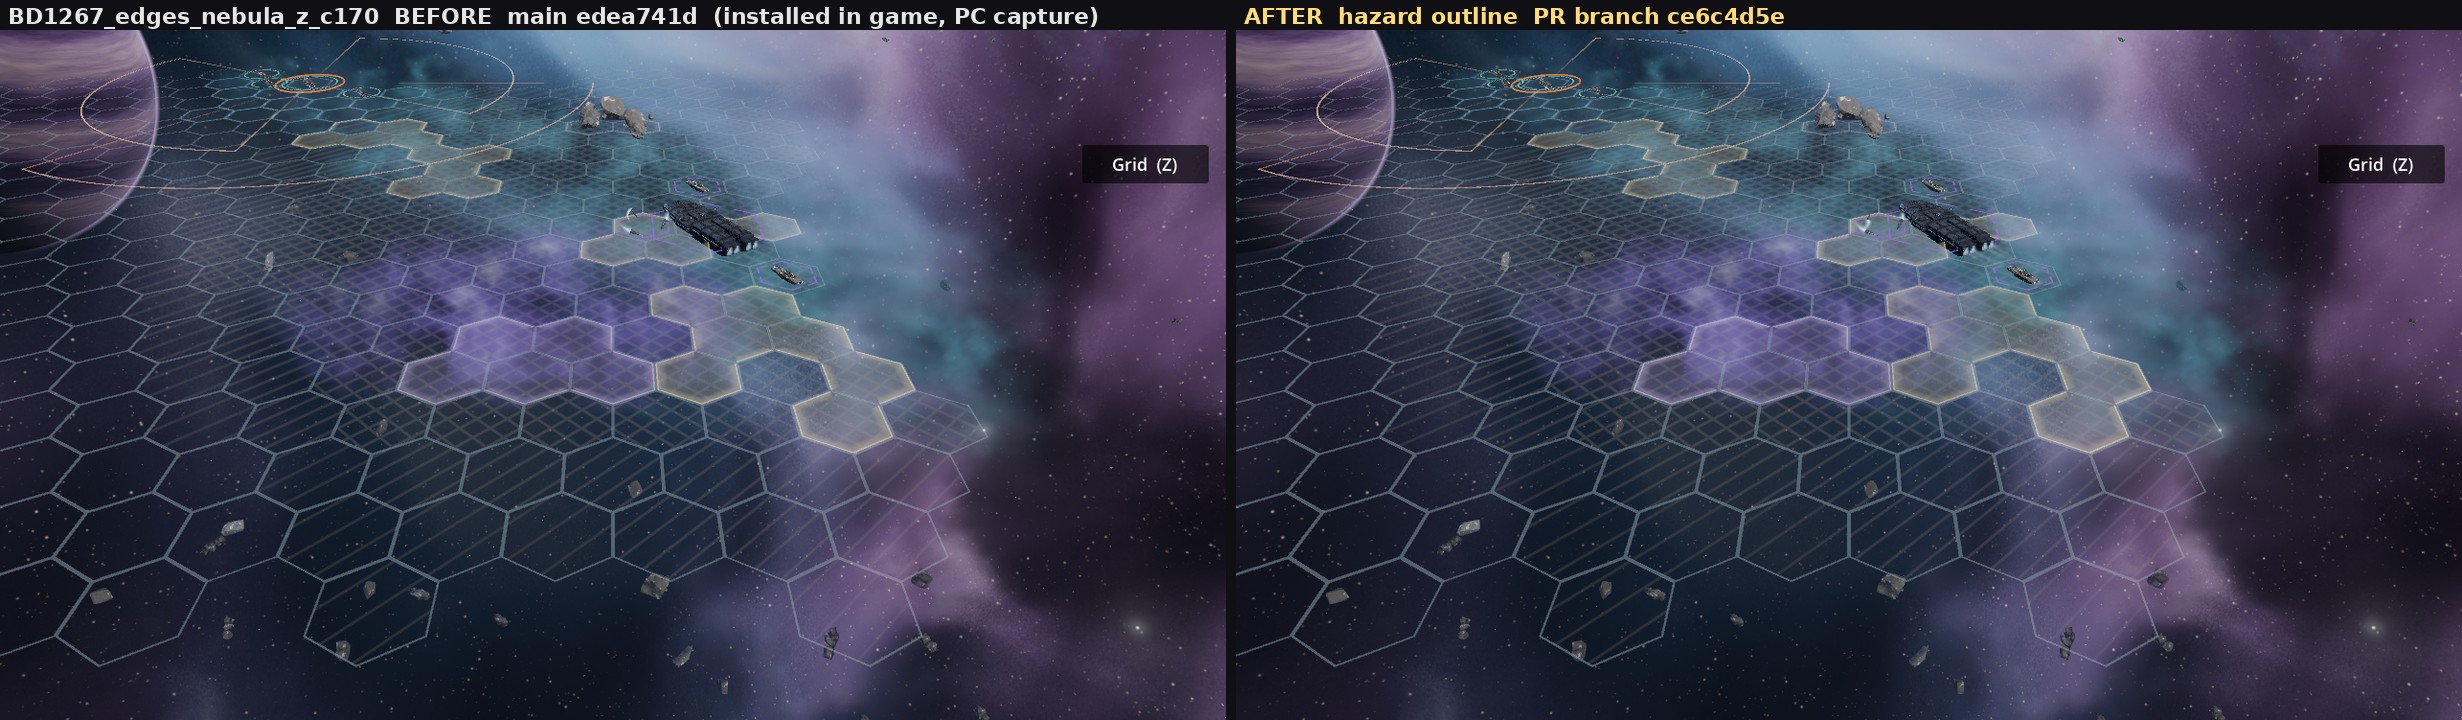 BD1267_edges_nebula_z_c170  BEFORE  main edea741d  (installed in game, PC capture)
AFTER  hazard outline  PR branch ce6c4d5e
Grid (Z)
Grid (Z)